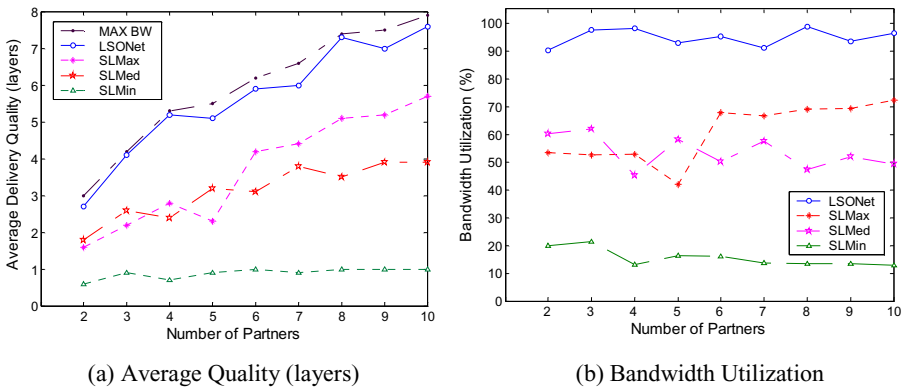 MAX BW
LSONet
SLMax
SLMed
SLMin
Average Delivery Quality (layers)
8
7
6
5
4
3
2
1
0
2 3 4 5 6 7 8 9 10
Number of Partners
(a) Average Quality (layers)
Bandwidth Utilization (%)
100
90
80
70
60
50
40
30
20
10
0
LSONet
SLMax
SLMed
SLMin
2 3 4 5 6 7 8 9 10
Number of Partners
(b) Bandwidth Utilization